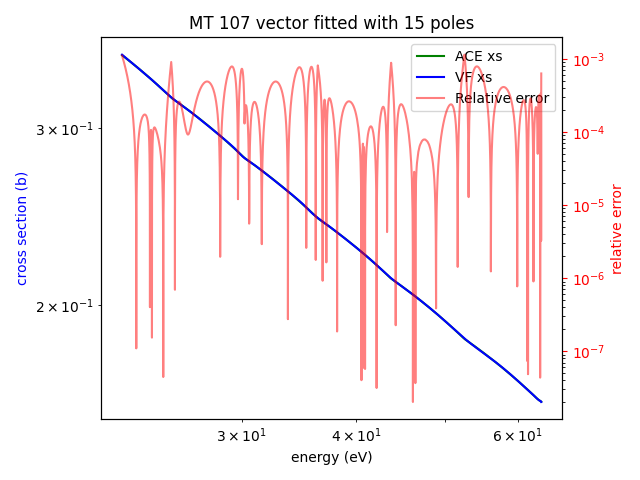 MT 107 vector fitted with 15 poles
ACE xs
VF xs
Relative error
cross section (b)
3 × 10⁻¹
2 × 10⁻¹
10⁻³
10⁻⁴
10⁻⁵
10⁻⁶
10⁻⁷
relative error
3 × 10¹
4 × 10¹
6 × 10¹
energy (eV)